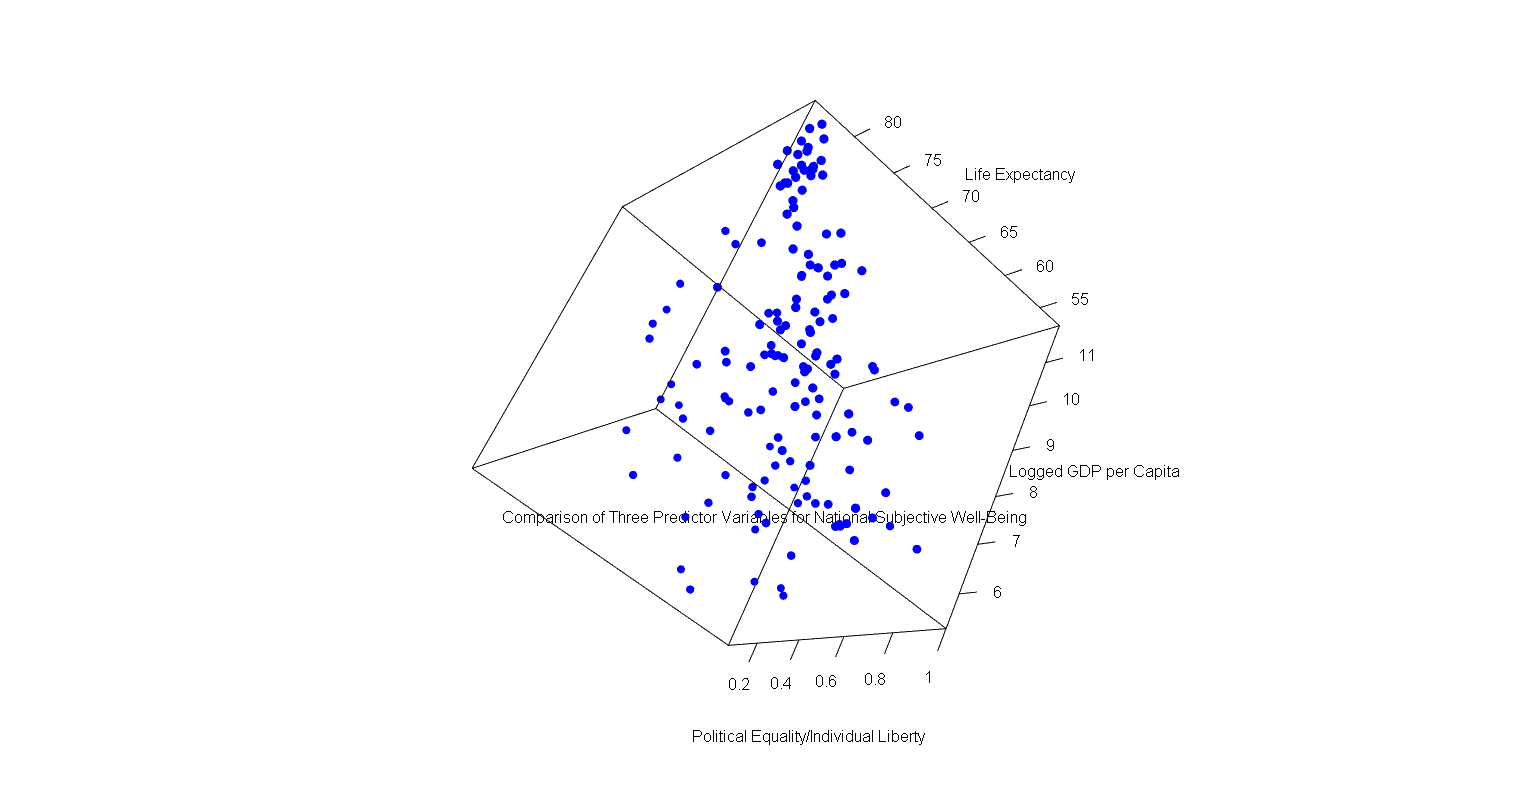 80
75
Life Expectancy
70
65
60
55
11
10
9
Logged GDP per Capita
8
Comparison of Three Predictor Variables for National Subjective Well-Being
7
6
0.2 0.4 0.6 0.8 1
Political Equality/Individual Liberty